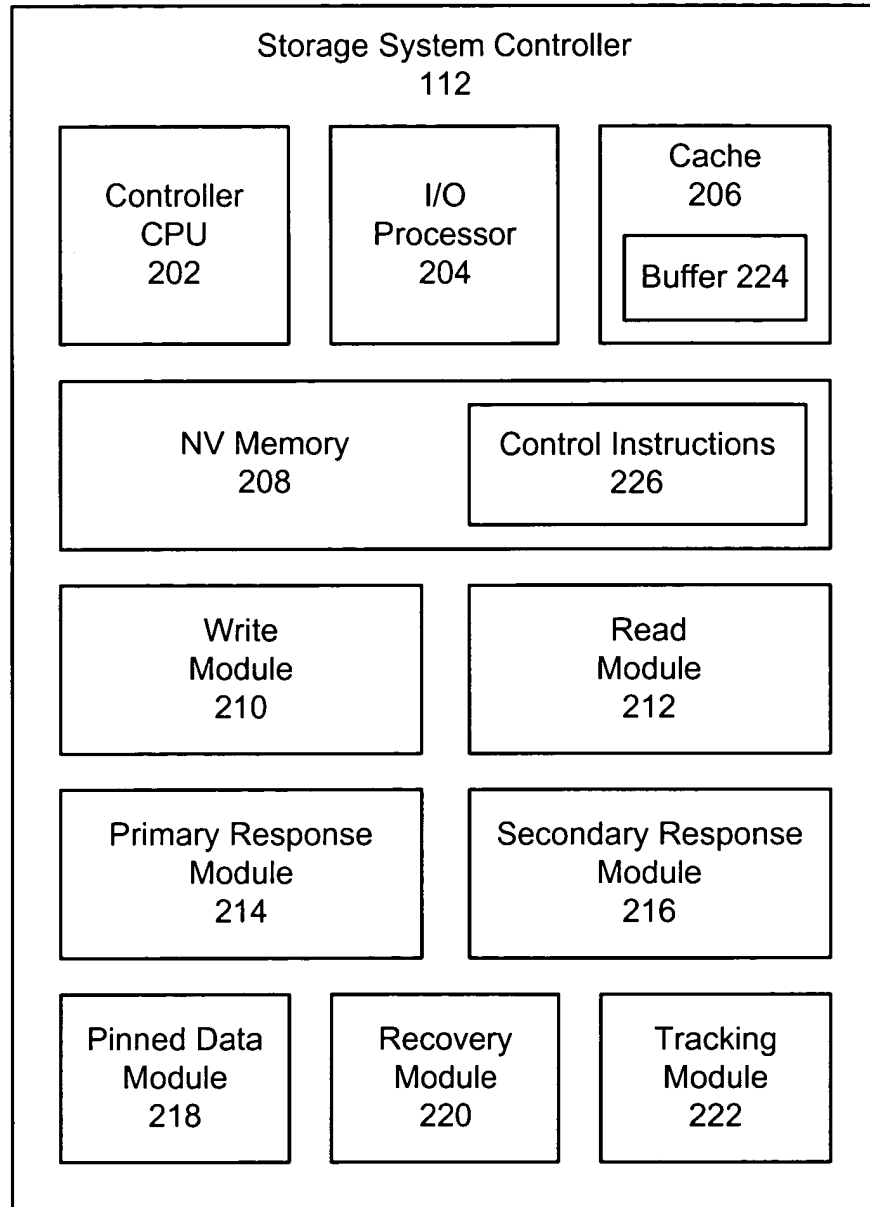 Storage System Controller
112
Controller
CPU
202
I/O
Processor
204
Cache
206
Buffer 224
NV Memory
208
Control Instructions
226
Write
Module
210
Read
Module
212
Primary Response
Module
214
Secondary Response
Module
216
Pinned Data
Module
218
Recovery
Module
220
Tracking
Module
222